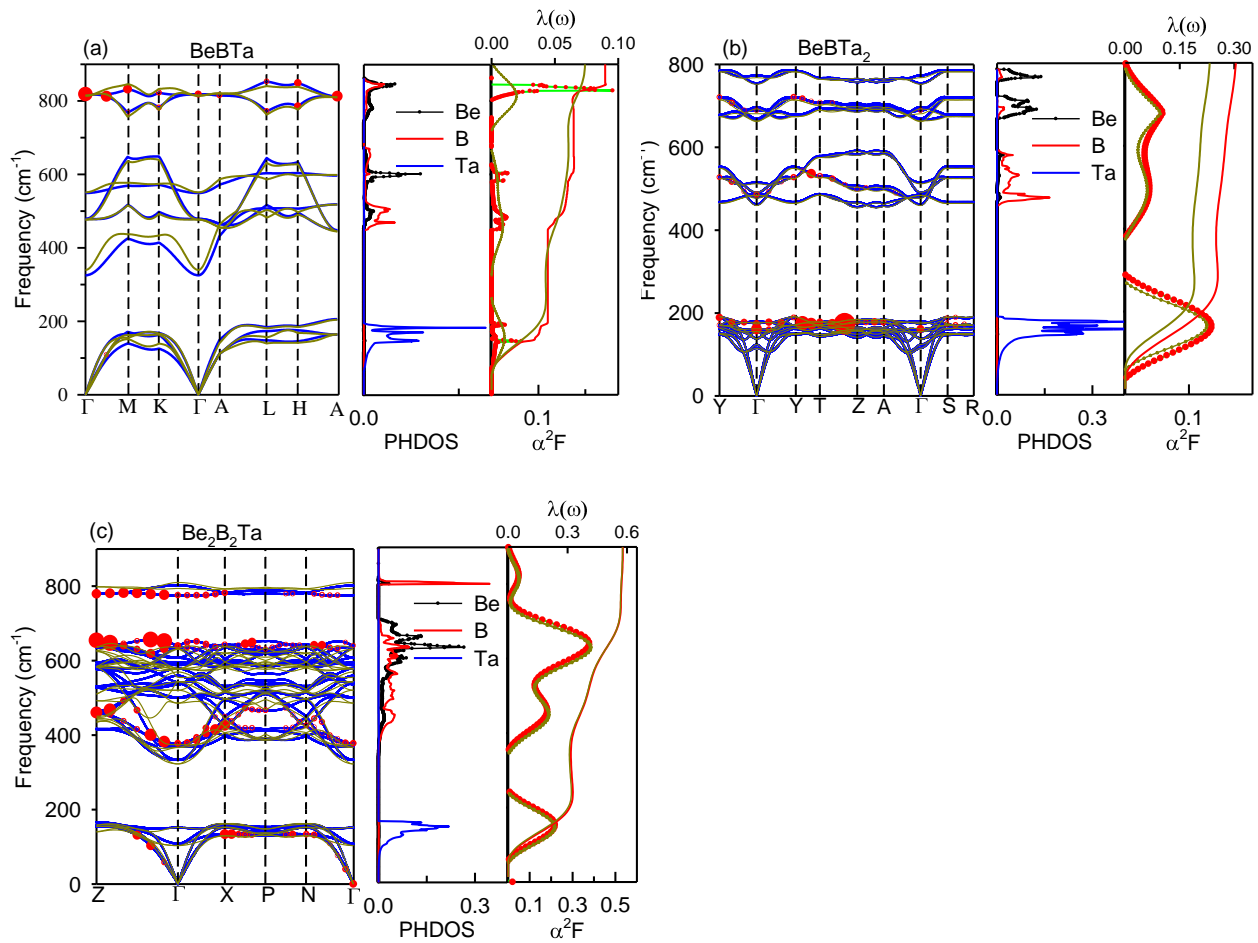 λ(ω)
(a) BeBTa 0.00 0.05 0.10
800
600
400
200
0
Frequency (cm⁻¹)
Be
B
Ta
Γ M K Γ A L H A
0.0 0.1
PHDOS α²F
λ(ω)
(b) BeBTa₂ 0.00 0.15 0.30
800
600
400
200
0
Frequency (cm⁻¹)
Be
B
Ta
Y Γ Y T Z A Γ S R
0.0 0.3 0.1
PHDOS α²F
λ(ω)
(c) Be₂B₂Ta 0.0 0.3 0.6
800
600
400
200
0
Frequency (cm⁻¹)
Be
B
Ta
Z Γ X P N Γ
0.0 0.3 0.1 0.3 0.5
PHDOS α²F